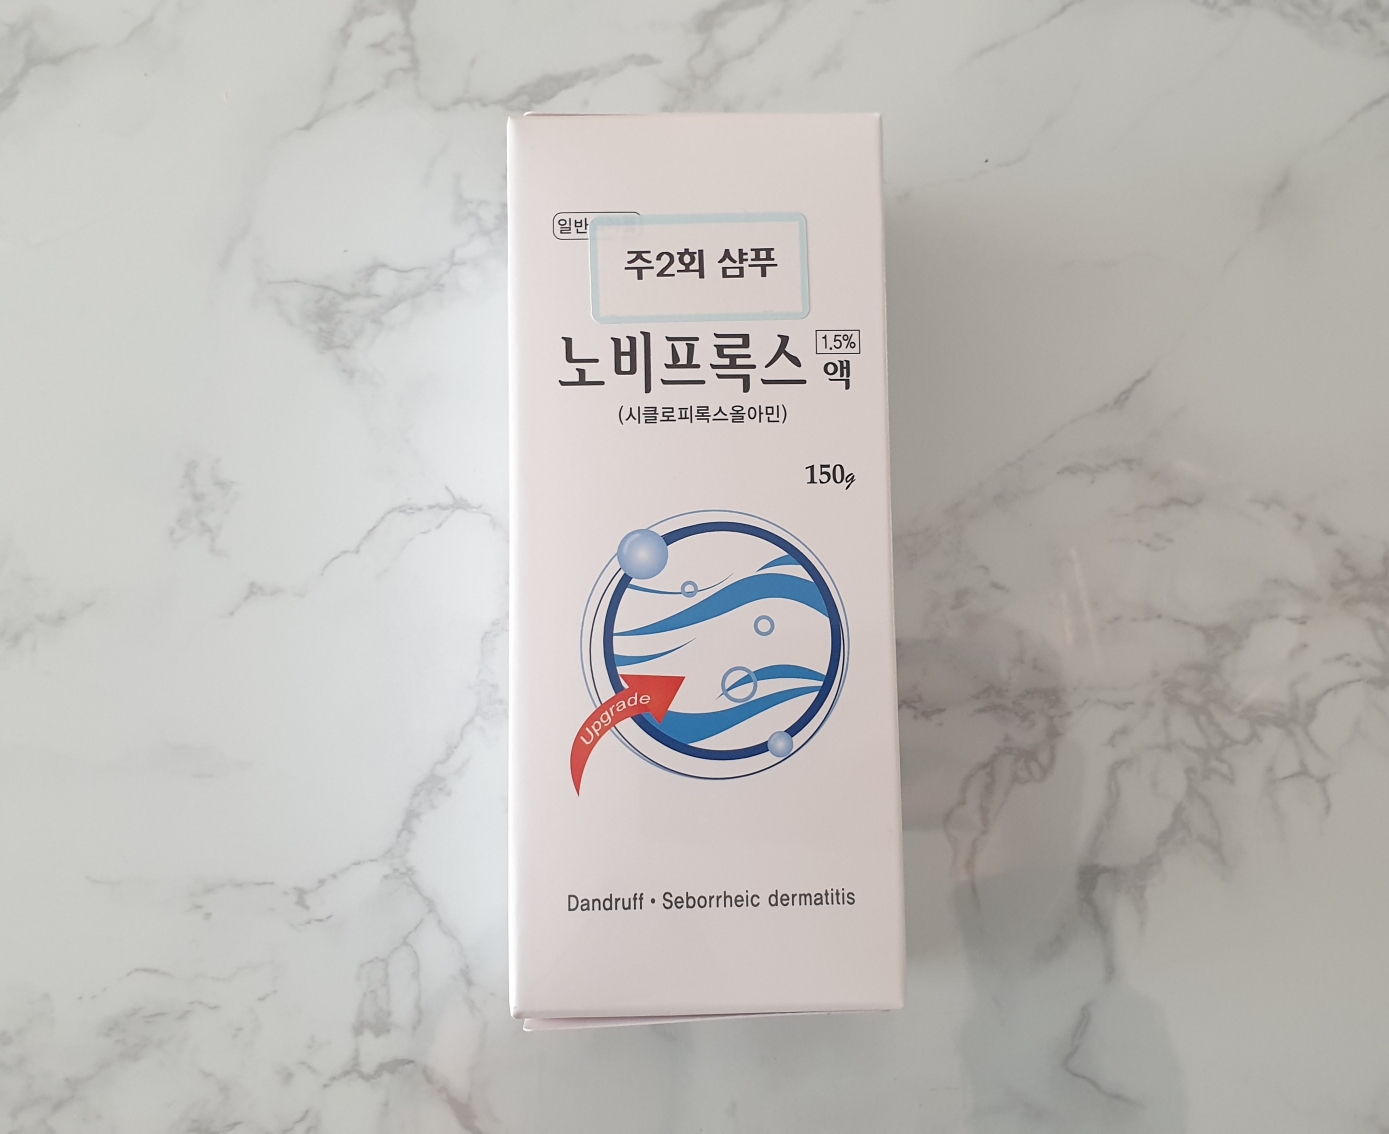 일반
주2회 샴푸
노비프록스 1.5% 액
(시클로피록스올아민)
150g
Upgrade
Dandruff • Seborrheic dermatitis